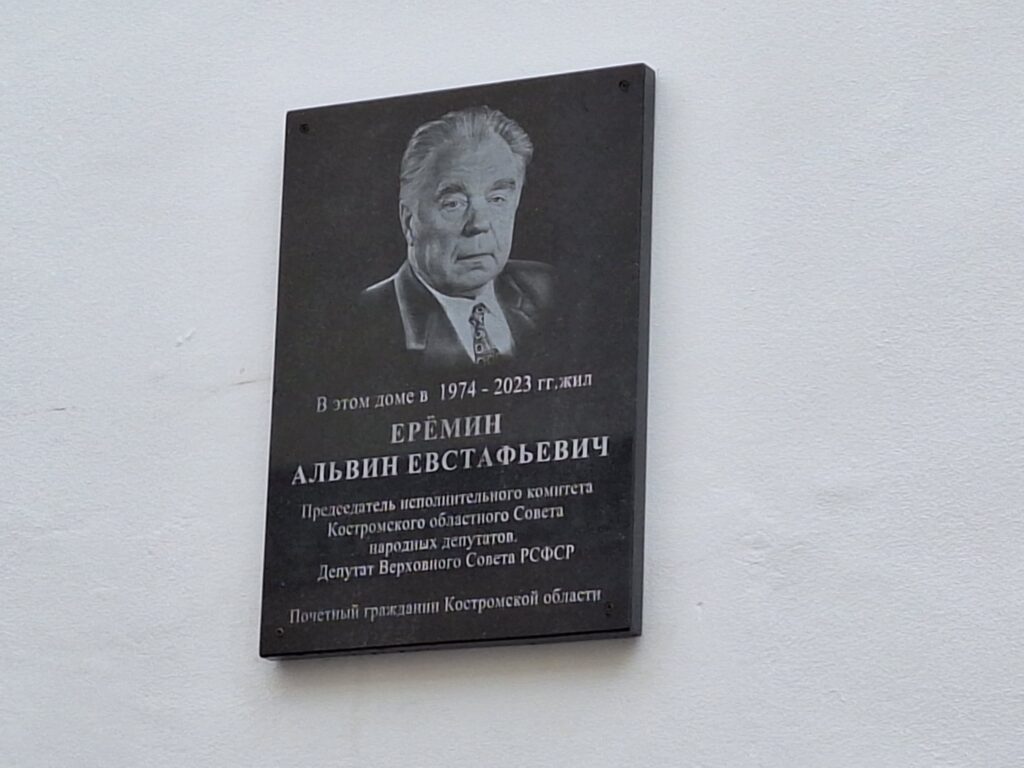 В этом доме в 1974 - 2023 гг.жил
ЕРЁМИН
АЛЬВИН ЕВСТАФЬЕВИЧ
Председатель исполнительного комитета
Костромского областного Совета
народных депутатов.
Депутат Верховного Совета РСФСР
Почетный гражданин Костромской области